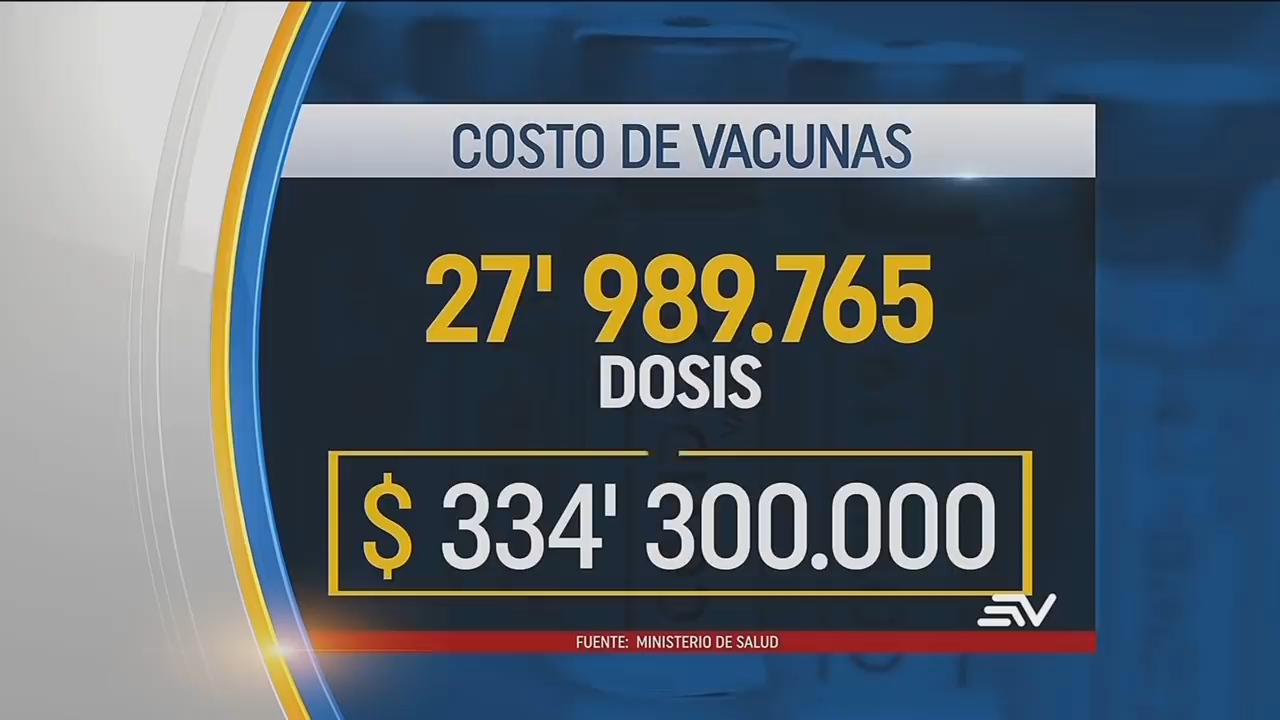 COSTO DE VACUNAS
27' 989.765
DOSIS
$ 334' 300.000
FUENTE: MINISTERIO DE SALUD